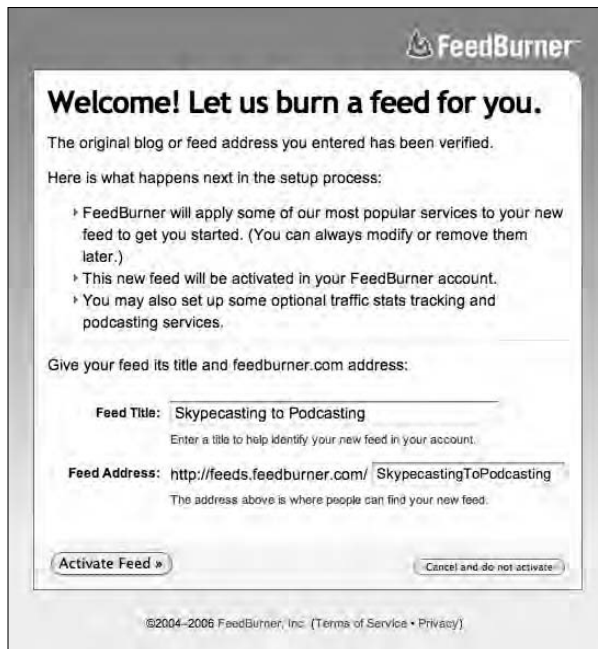 FeedBurner
Welcome! Let us burn a feed for you.
The original blog or feed address you entered has been verified.
Here is what happens next in the setup process:
FeedBurner will apply some of our most popular services to your new
feed to get you started. (You can always modify or remove them
later.)
This new feed will be activated in your FeedBurner account.
You may also set up some optional traffic stats tracking and
podcasting services.
Give your feed its title and feedburner.com address:
Feed Title: Skypecasting to Podcasting
Enter a title to help identify your new feed in your account.
Feed Address: http://feeds.feedburner.com/ SkypecastingToPodcasting
The address above is where people can find your new feed.
Activate Feed » Cancel and do not activate
©2004–2006 FeedBurner, Inc. (Terms of Service • Privacy)